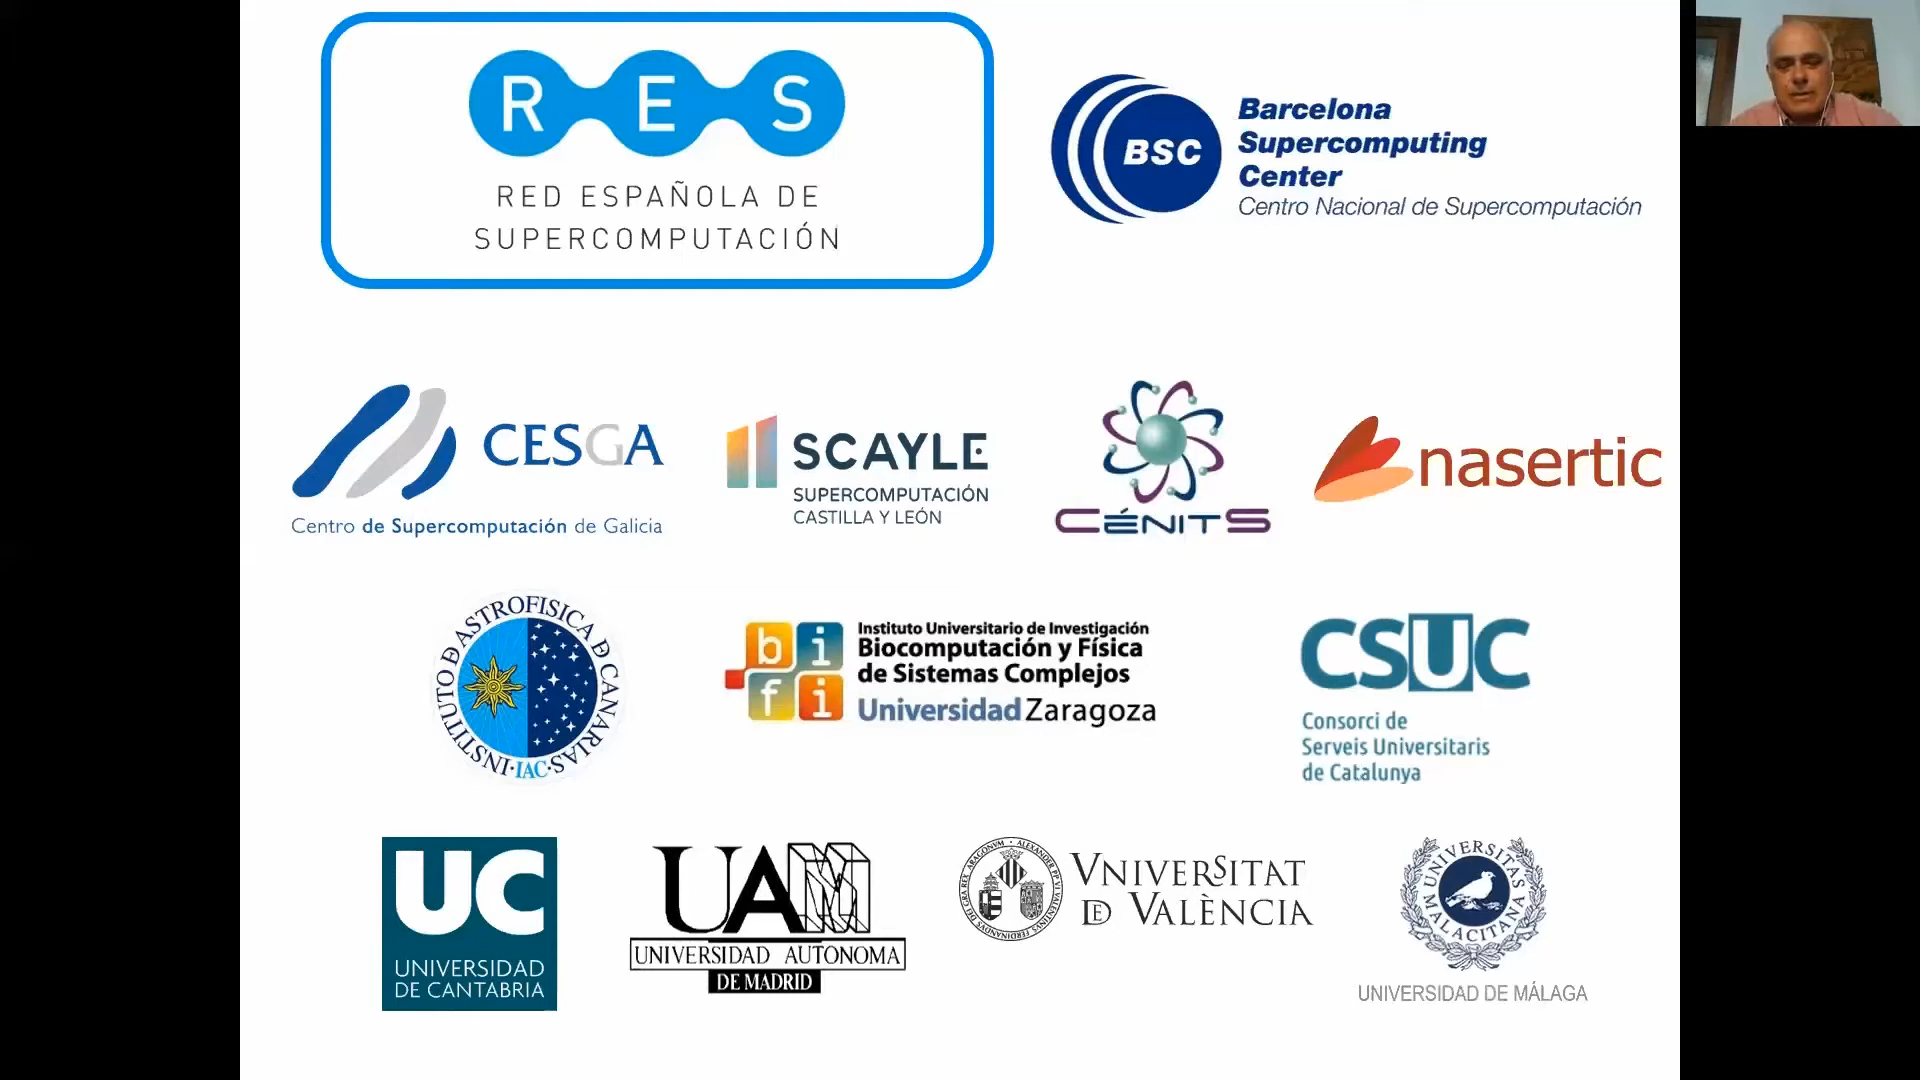 RES
RED ESPAÑOLA DE
SUPERCOMPUTACIÓN
BSC
Barcelona
Supercomputing
Center
Centro Nacional de Supercomputación
CESGA
Centro de Supercomputación de Galicia
SCAYLE
SUPERCOMPUTACIÓN
CASTILLA Y LEÓN
CÉNITS
nasertic
INSTITUTO D ASTROFISICA D CANARIAS
·IAC·
bifi
Instituto Universitario de Investigación
Biocomputación y Física
de Sistemas Complejos
Universidad Zaragoza
CSUC
Consorci de
Serveis Universitaris
de Catalunya
UC
UNIVERSIDAD
DE CANTABRIA
UAM
UNIVERSIDAD AUTONOMA
DE MADRID
VNIVERSITAT
DE VALÈNCIA
UNIVERSITAS
MALACITANA
UNIVERSIDAD DE MÁLAGA